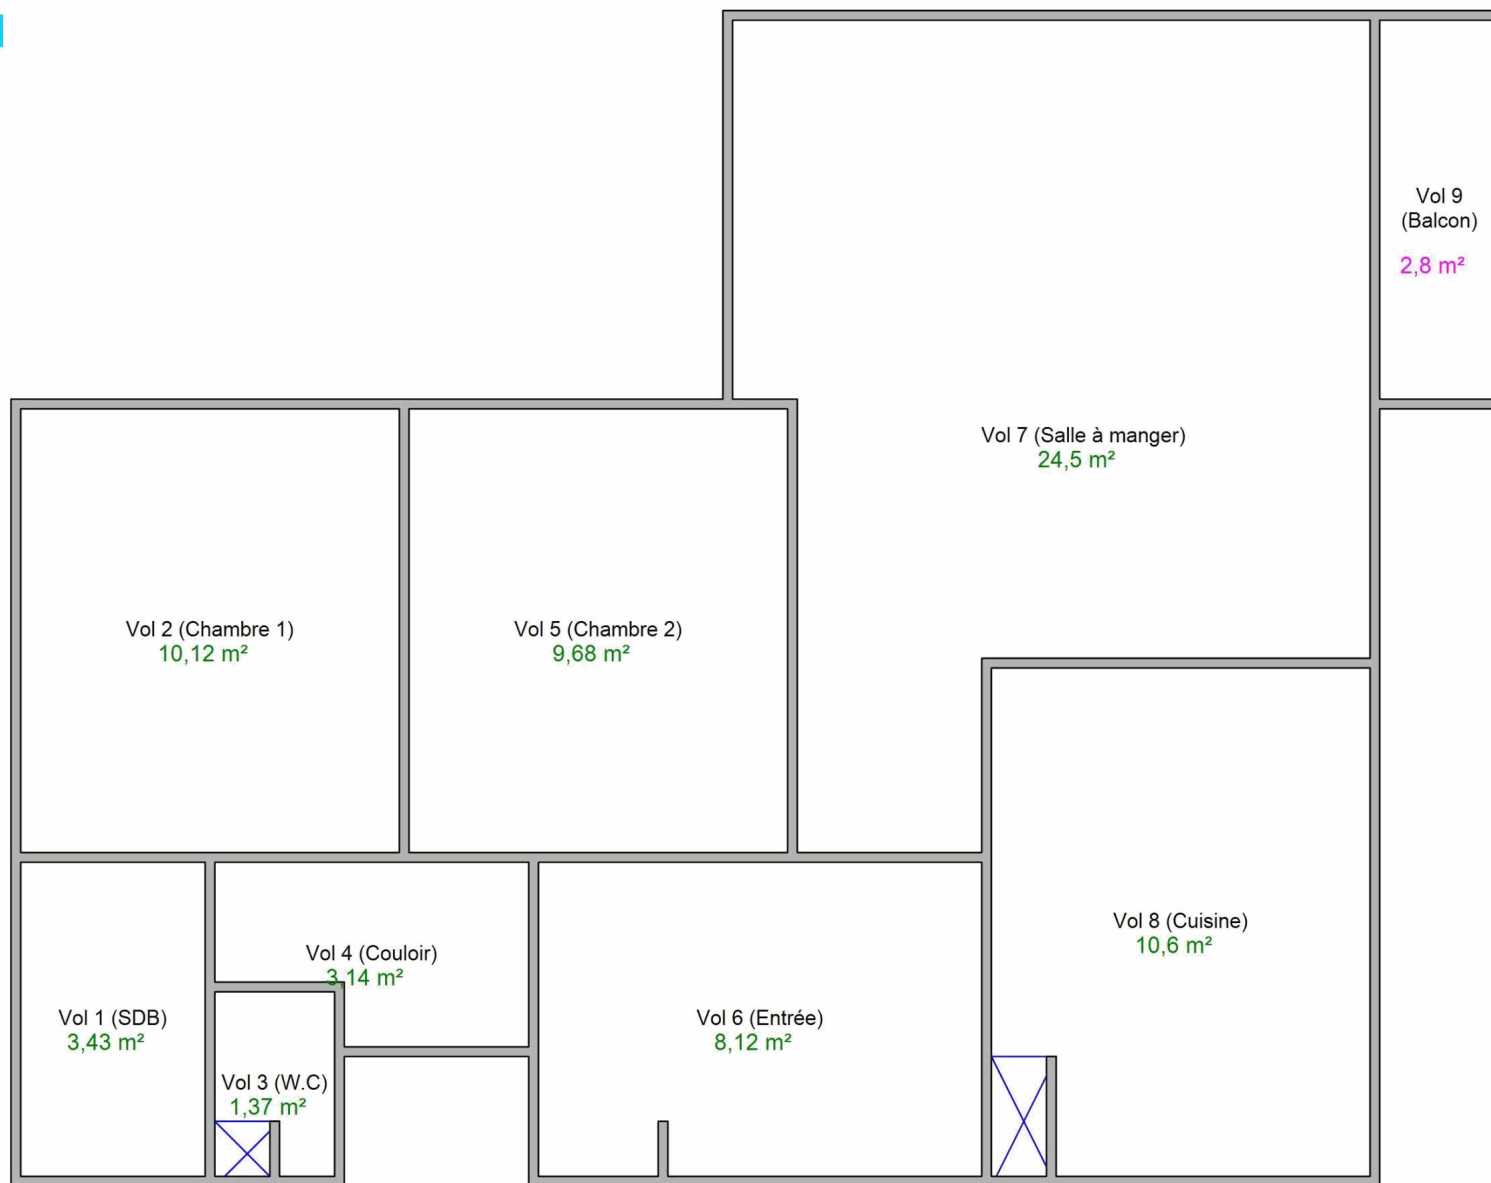 Vol 9
(Balcon)
2,8 m²
Vol 7 (Salle à manger)
24,5 m²
Vol 2 (Chambre 1)
10,12 m²
Vol 5 (Chambre 2)
9,68 m²
Vol 8 (Cuisine)
10,6 m²
Vol 4 (Couloir)
3,14 m²
Vol 1 (SDB)
3,43 m²
Vol 6 (Entrée)
8,12 m²
Vol 3 (W.C)
1,37 m²